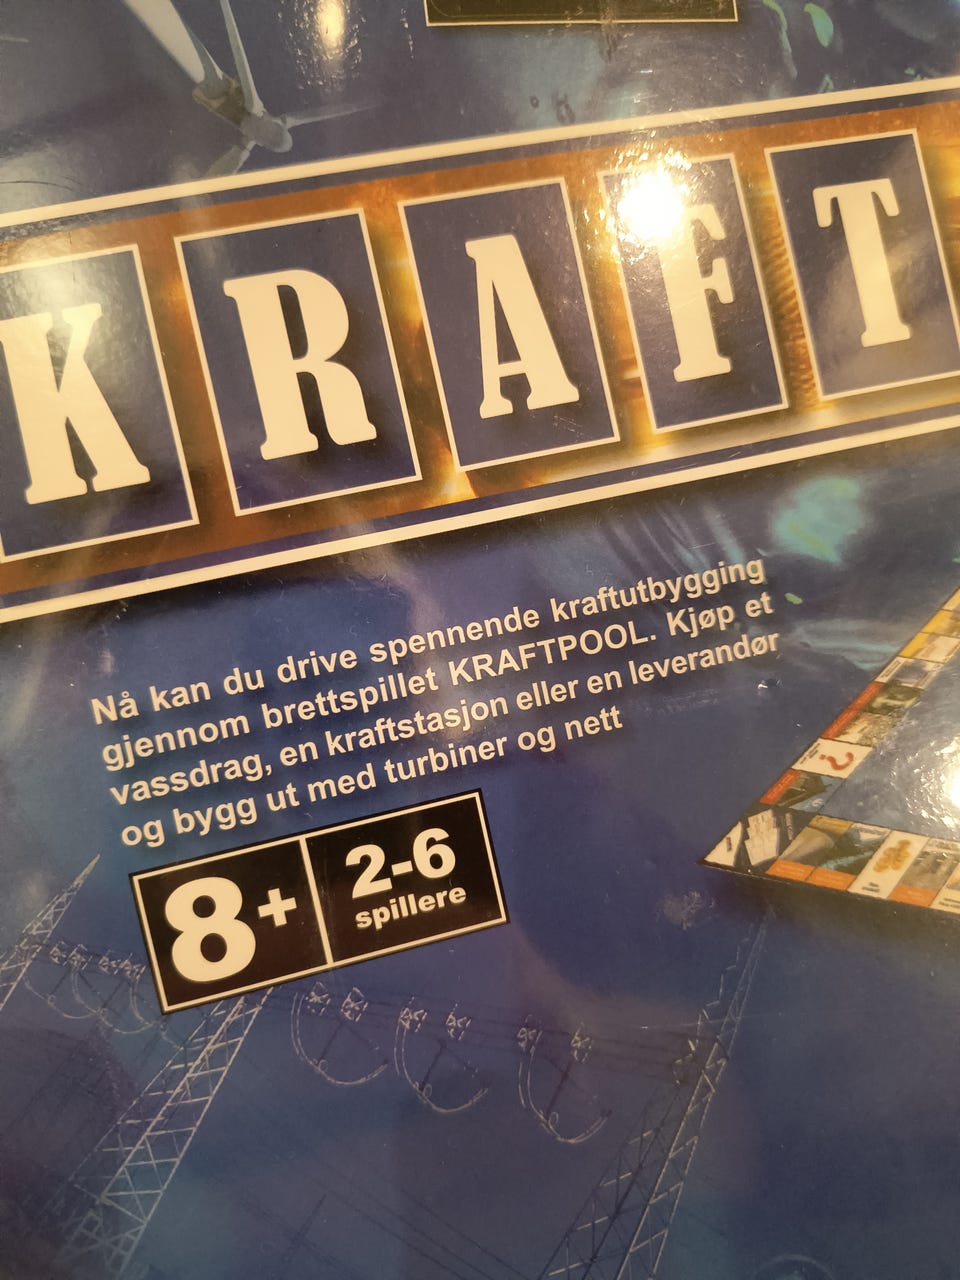 KRAFT
Nå kan du drive spennende kraftutbygging
gjennom brettspillet KRAFTPOOL. Kjøp et
vassdrag, en kraftstasjon eller en leverandør
og bygg ut med turbiner og nett
8+
2-6
spillere
?